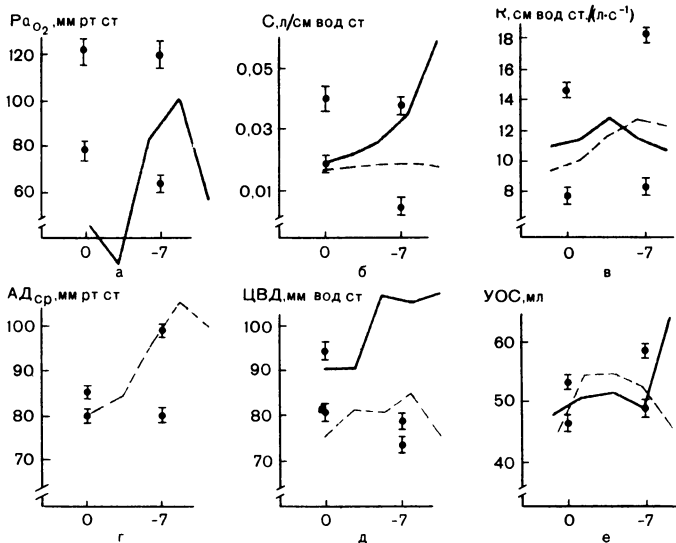 Pa O₂, мм рт ст
120
100
80
60
0 -7
а
С, л/см вод ст
0,05
0,03
0,01
0 -7
б
R, см вод ст./(л·с⁻¹)
18
16
14
12
10
8
0 -7
в
АД ср, мм рт ст
100
90
80
70
0 -7
г
ЦВД, мм вод ст
100
90
80
70
0 -7
д
УОС, мл
60
50
40
0 -7
е